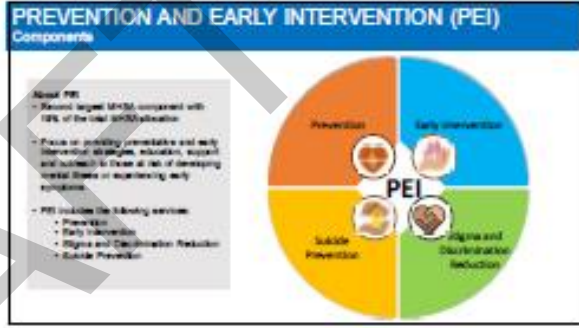 PREVENTION AND EARLY INTERVENTION (PEI)
Components
About PEI
• Second largest MHSA component with
of the total MHSA allocation
• Focus on providing preventative and early
intervention strategies, education, support
and outreach to those at risk of developing
mental illness or experiencing early
symptoms
• PEI includes the following services:
• Prevention
• Early Intervention
• Stigma and Discrimination Reduction
• Suicide Prevention
Prevention
Early Intervention
PEI
Suicide
Prevention
Stigma and
Discrimination
Reduction